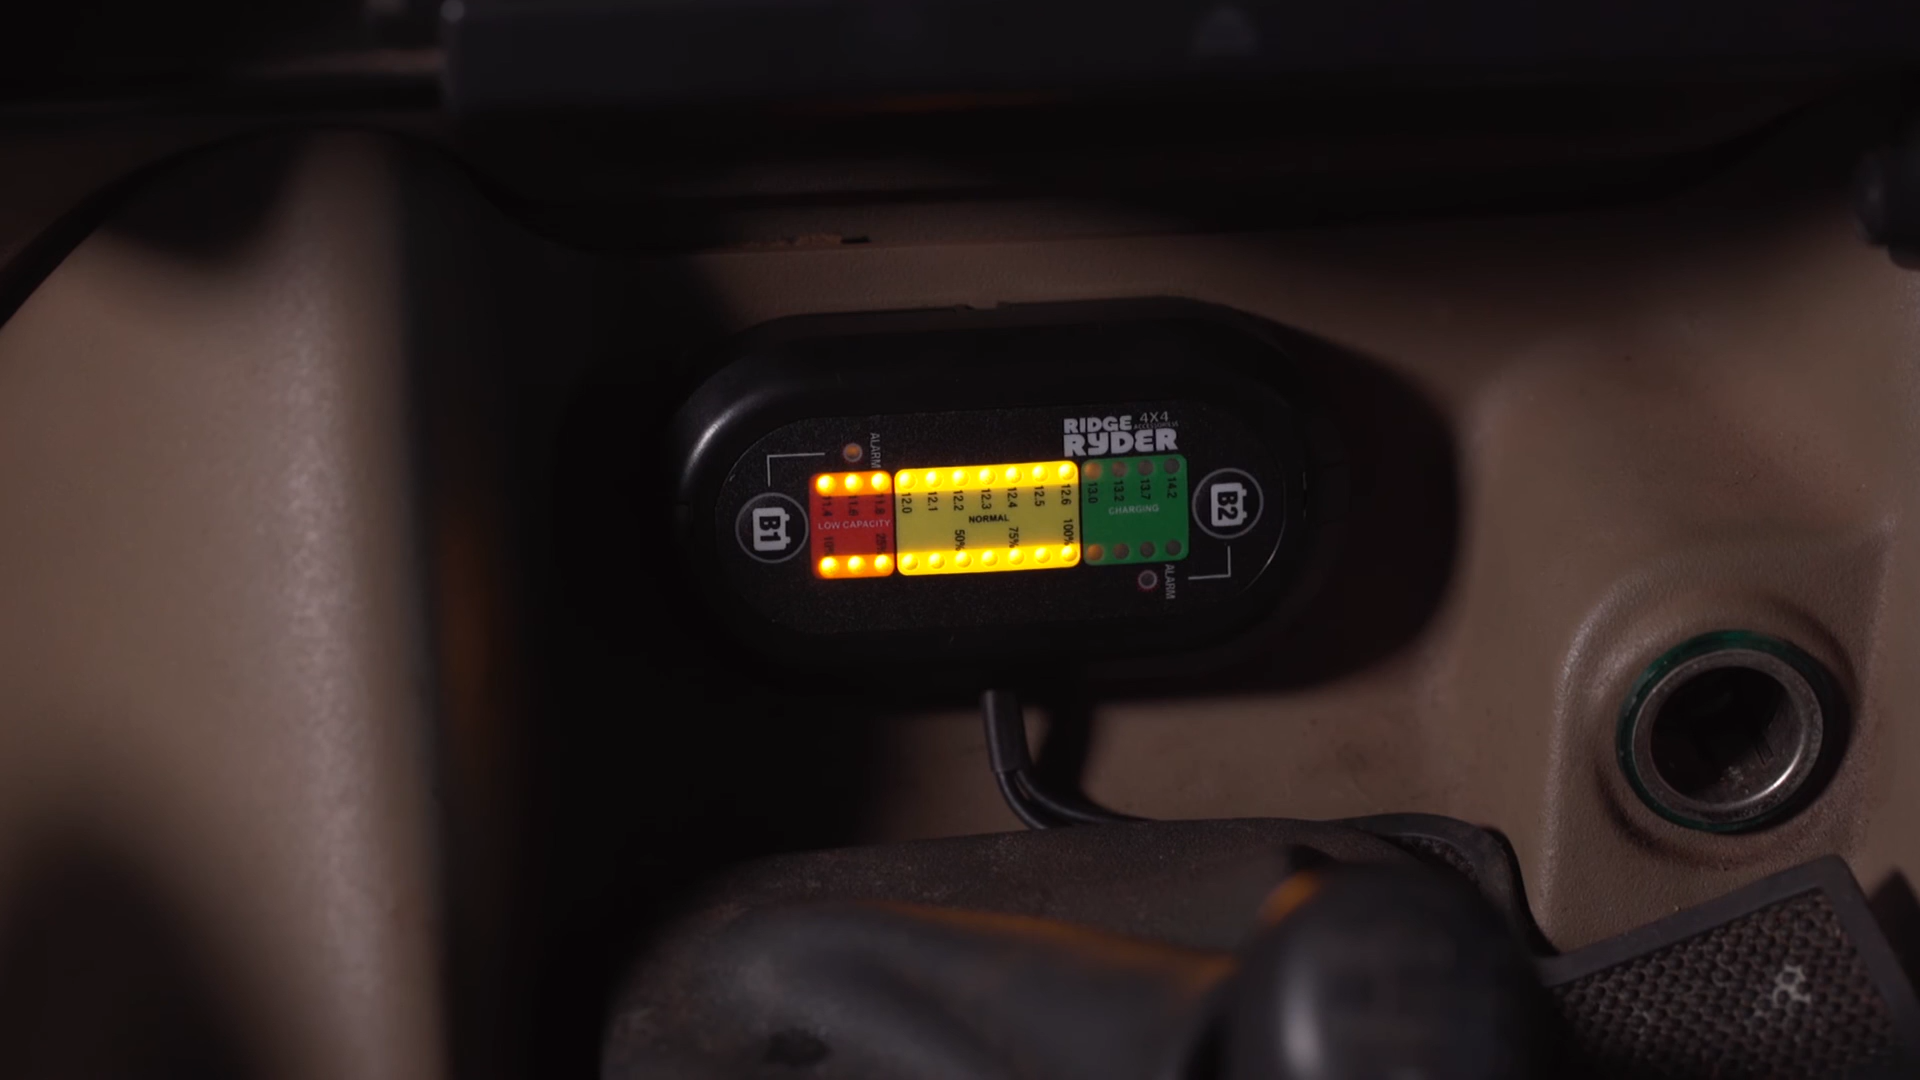 RIDGE 4X4
ACCESSORIES
RYDER
ALARM
B1
11.4 11.6 11.8
LOW CAPACITY
10% 25%
12.0 12.1 12.2 12.3 12.4 12.5 12.6
NORMAL
50% 75% 100%
13.0 13.2 13.7 14.2
CHARGING
B2
ALARM